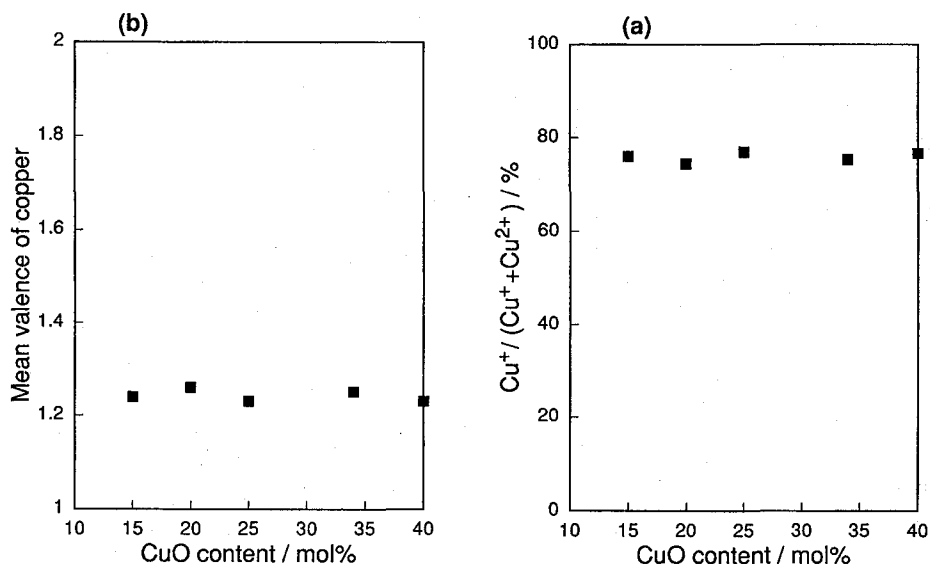 (b)
2
1.8
1.6
1.4
1.2
1
Mean valence of copper
10 15 20 25 30 35 40
CuO content / mol%
(a)
100
80
60
40
20
0
Cu⁺/ (Cu⁺+Cu²⁺) / %
10 15 20 25 30 35 40
CuO content / mol%